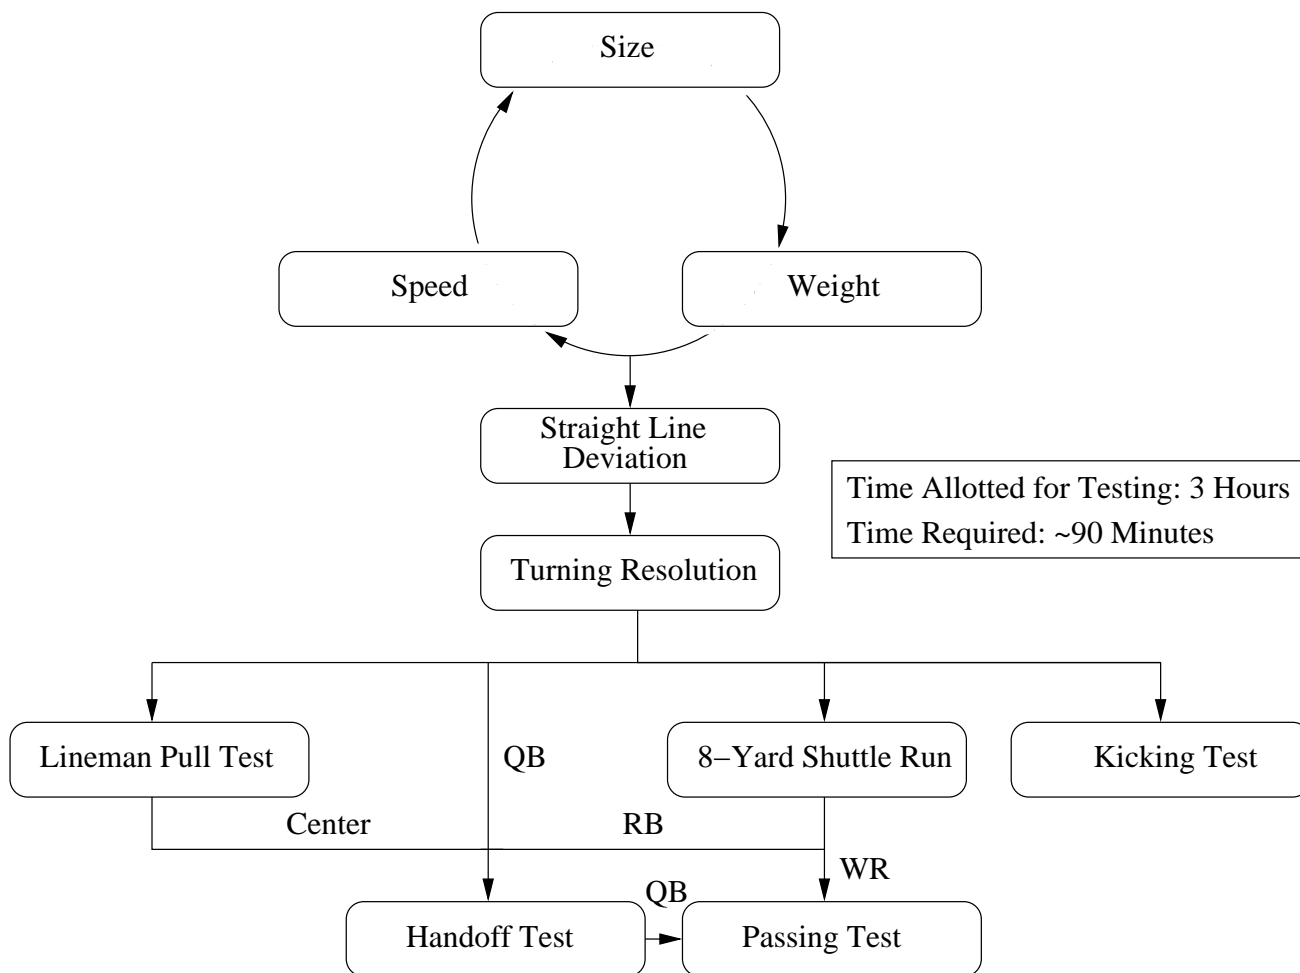 Size
Speed
Weight
Straight Line
Deviation
Time Allotted for Testing: 3 Hours
Time Required: ~90 Minutes
Turning Resolution
Lineman Pull Test
QB
8−Yard Shuttle Run
Kicking Test
Center
RB
WR
QB
Handoff Test
Passing Test